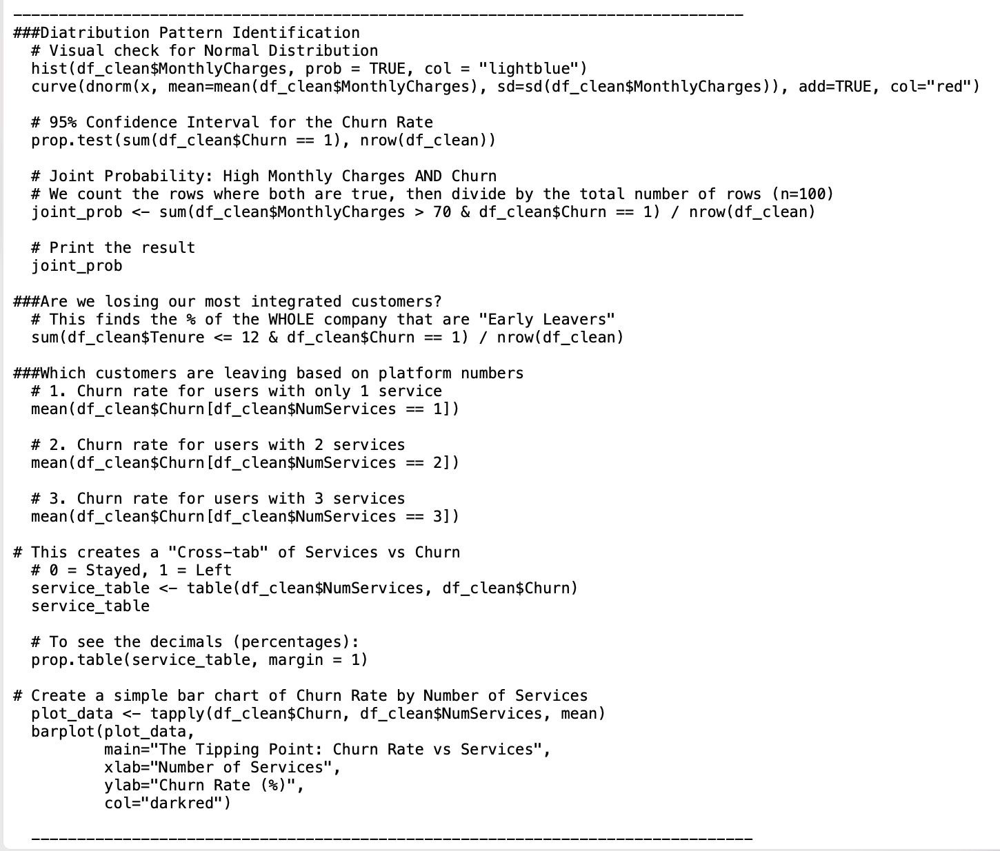 ________________________________________________________________________________
###Diatribution Pattern Identification
  # Visual check for Normal Distribution
  hist(df_clean$MonthlyCharges, prob = TRUE, col = "lightblue")
  curve(dnorm(x, mean=mean(df_clean$MonthlyCharges), sd=sd(df_clean$MonthlyCharges)), add=TRUE, col="red")

  # 95% Confidence Interval for the Churn Rate
  prop.test(sum(df_clean$Churn == 1), nrow(df_clean))

  # Joint Probability: High Monthly Charges AND Churn
  # We count the rows where both are true, then divide by the total number of rows (n=100)
  joint_prob <- sum(df_clean$MonthlyCharges > 70 & df_clean$Churn == 1) / nrow(df_clean)

  # Print the result
  joint_prob

###Are we losing our most integrated customers?
  # This finds the % of the WHOLE company that are "Early Leavers"
  sum(df_clean$Tenure <= 12 & df_clean$Churn == 1) / nrow(df_clean)

###Which customers are leaving based on platform numbers
  # 1. Churn rate for users with only 1 service
  mean(df_clean$Churn[df_clean$NumServices == 1])

  # 2. Churn rate for users with 2 services
  mean(df_clean$Churn[df_clean$NumServices == 2])

  # 3. Churn rate for users with 3 services
  mean(df_clean$Churn[df_clean$NumServices == 3])

# This creates a "Cross-tab" of Services vs Churn
  # 0 = Stayed, 1 = Left
  service_table <- table(df_clean$NumServices, df_clean$Churn)
  service_table

  # To see the decimals (percentages):
  prop.table(service_table, margin = 1)

# Create a simple bar chart of Churn Rate by Number of Services
  plot_data <- tapply(df_clean$Churn, df_clean$NumServices, mean)
  barplot(plot_data,
          main="The Tipping Point: Churn Rate vs Services",
          xlab="Number of Services",
          ylab="Churn Rate (%)",
          col="darkred")

  _______________________________________________________________________________